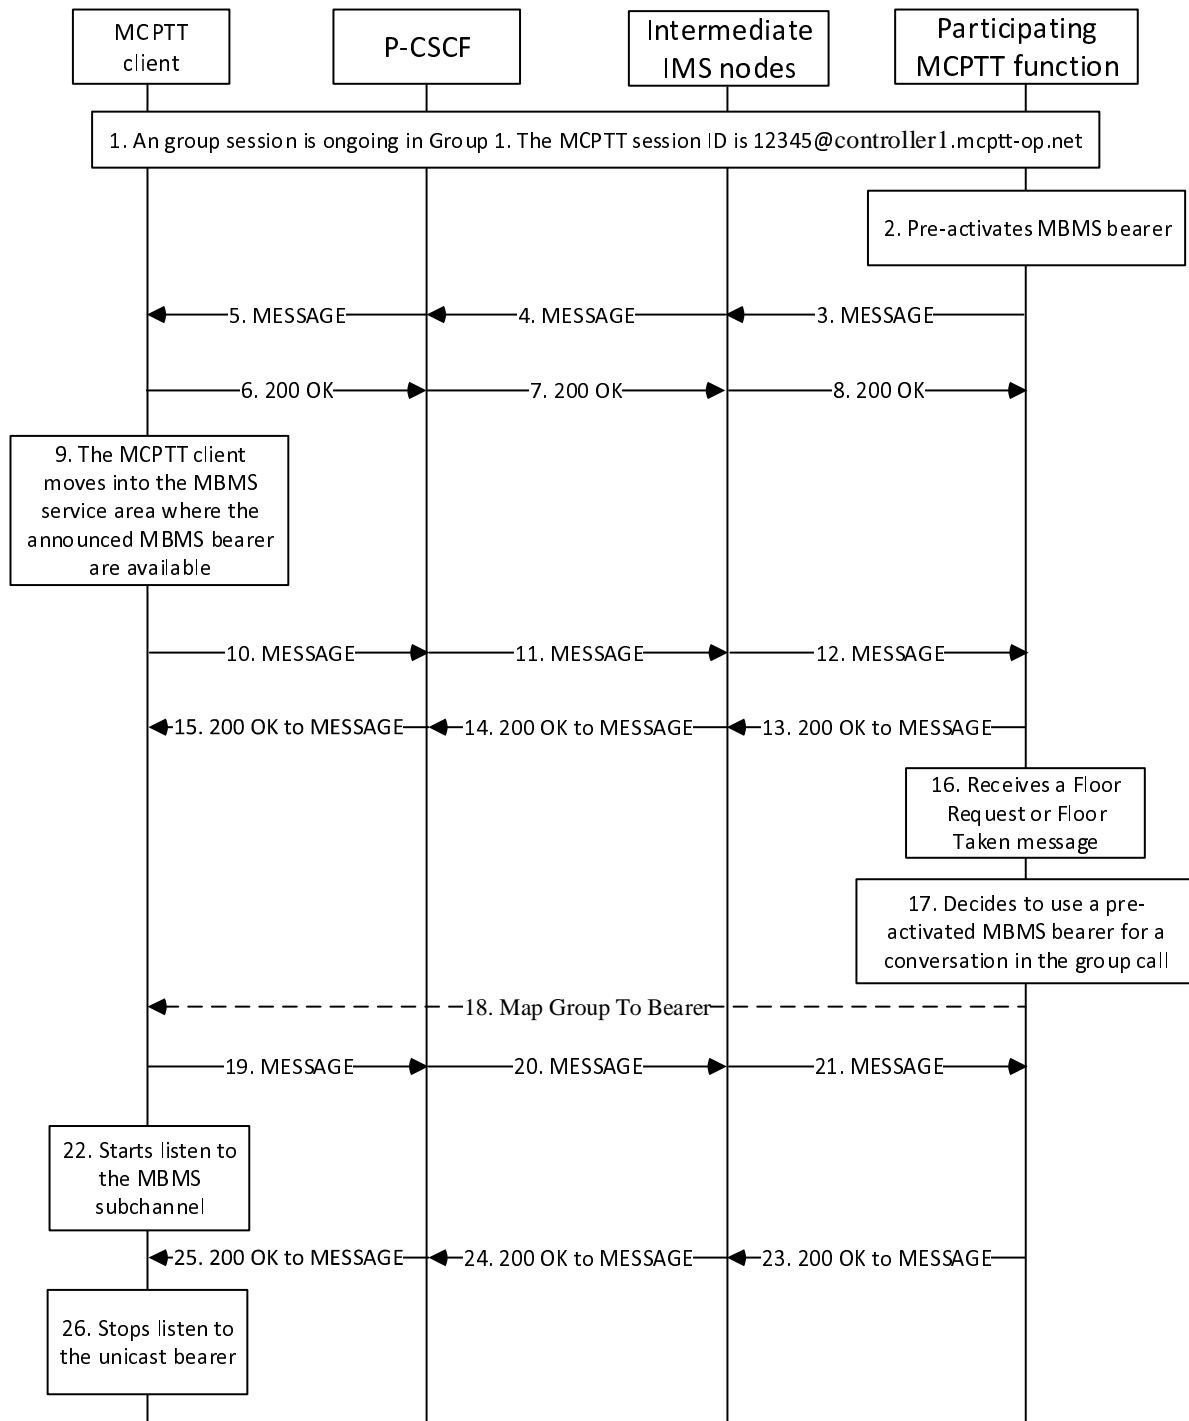 MCPTT
client
P-CSCF
Intermediate
IMS nodes
Participating
MCPTT function
1. An group session is ongoing in Group 1. The MCPTT session ID is 12345@controller1.mcptt-op.net
2. Pre-activates MBMS bearer
5. MESSAGE
4. MESSAGE
3. MESSAGE
6. 200 OK
7. 200 OK
8. 200 OK
9. The MCPTT client
moves into the MBMS
service area where the
announced MBMS bearer
are available
10. MESSAGE
11. MESSAGE
12. MESSAGE
15. 200 OK to MESSAGE
14. 200 OK to MESSAGE
13. 200 OK to MESSAGE
16. Receives a Floor
Request or Floor
Taken message
17. Decides to use a pre-
activated MBMS bearer for a
conversation in the group call
18. Map Group To Bearer
19. MESSAGE
20. MESSAGE
21. MESSAGE
22. Starts listen to
the MBMS
subchannel
25. 200 OK to MESSAGE
24. 200 OK to MESSAGE
23. 200 OK to MESSAGE
26. Stops listen to
the unicast bearer